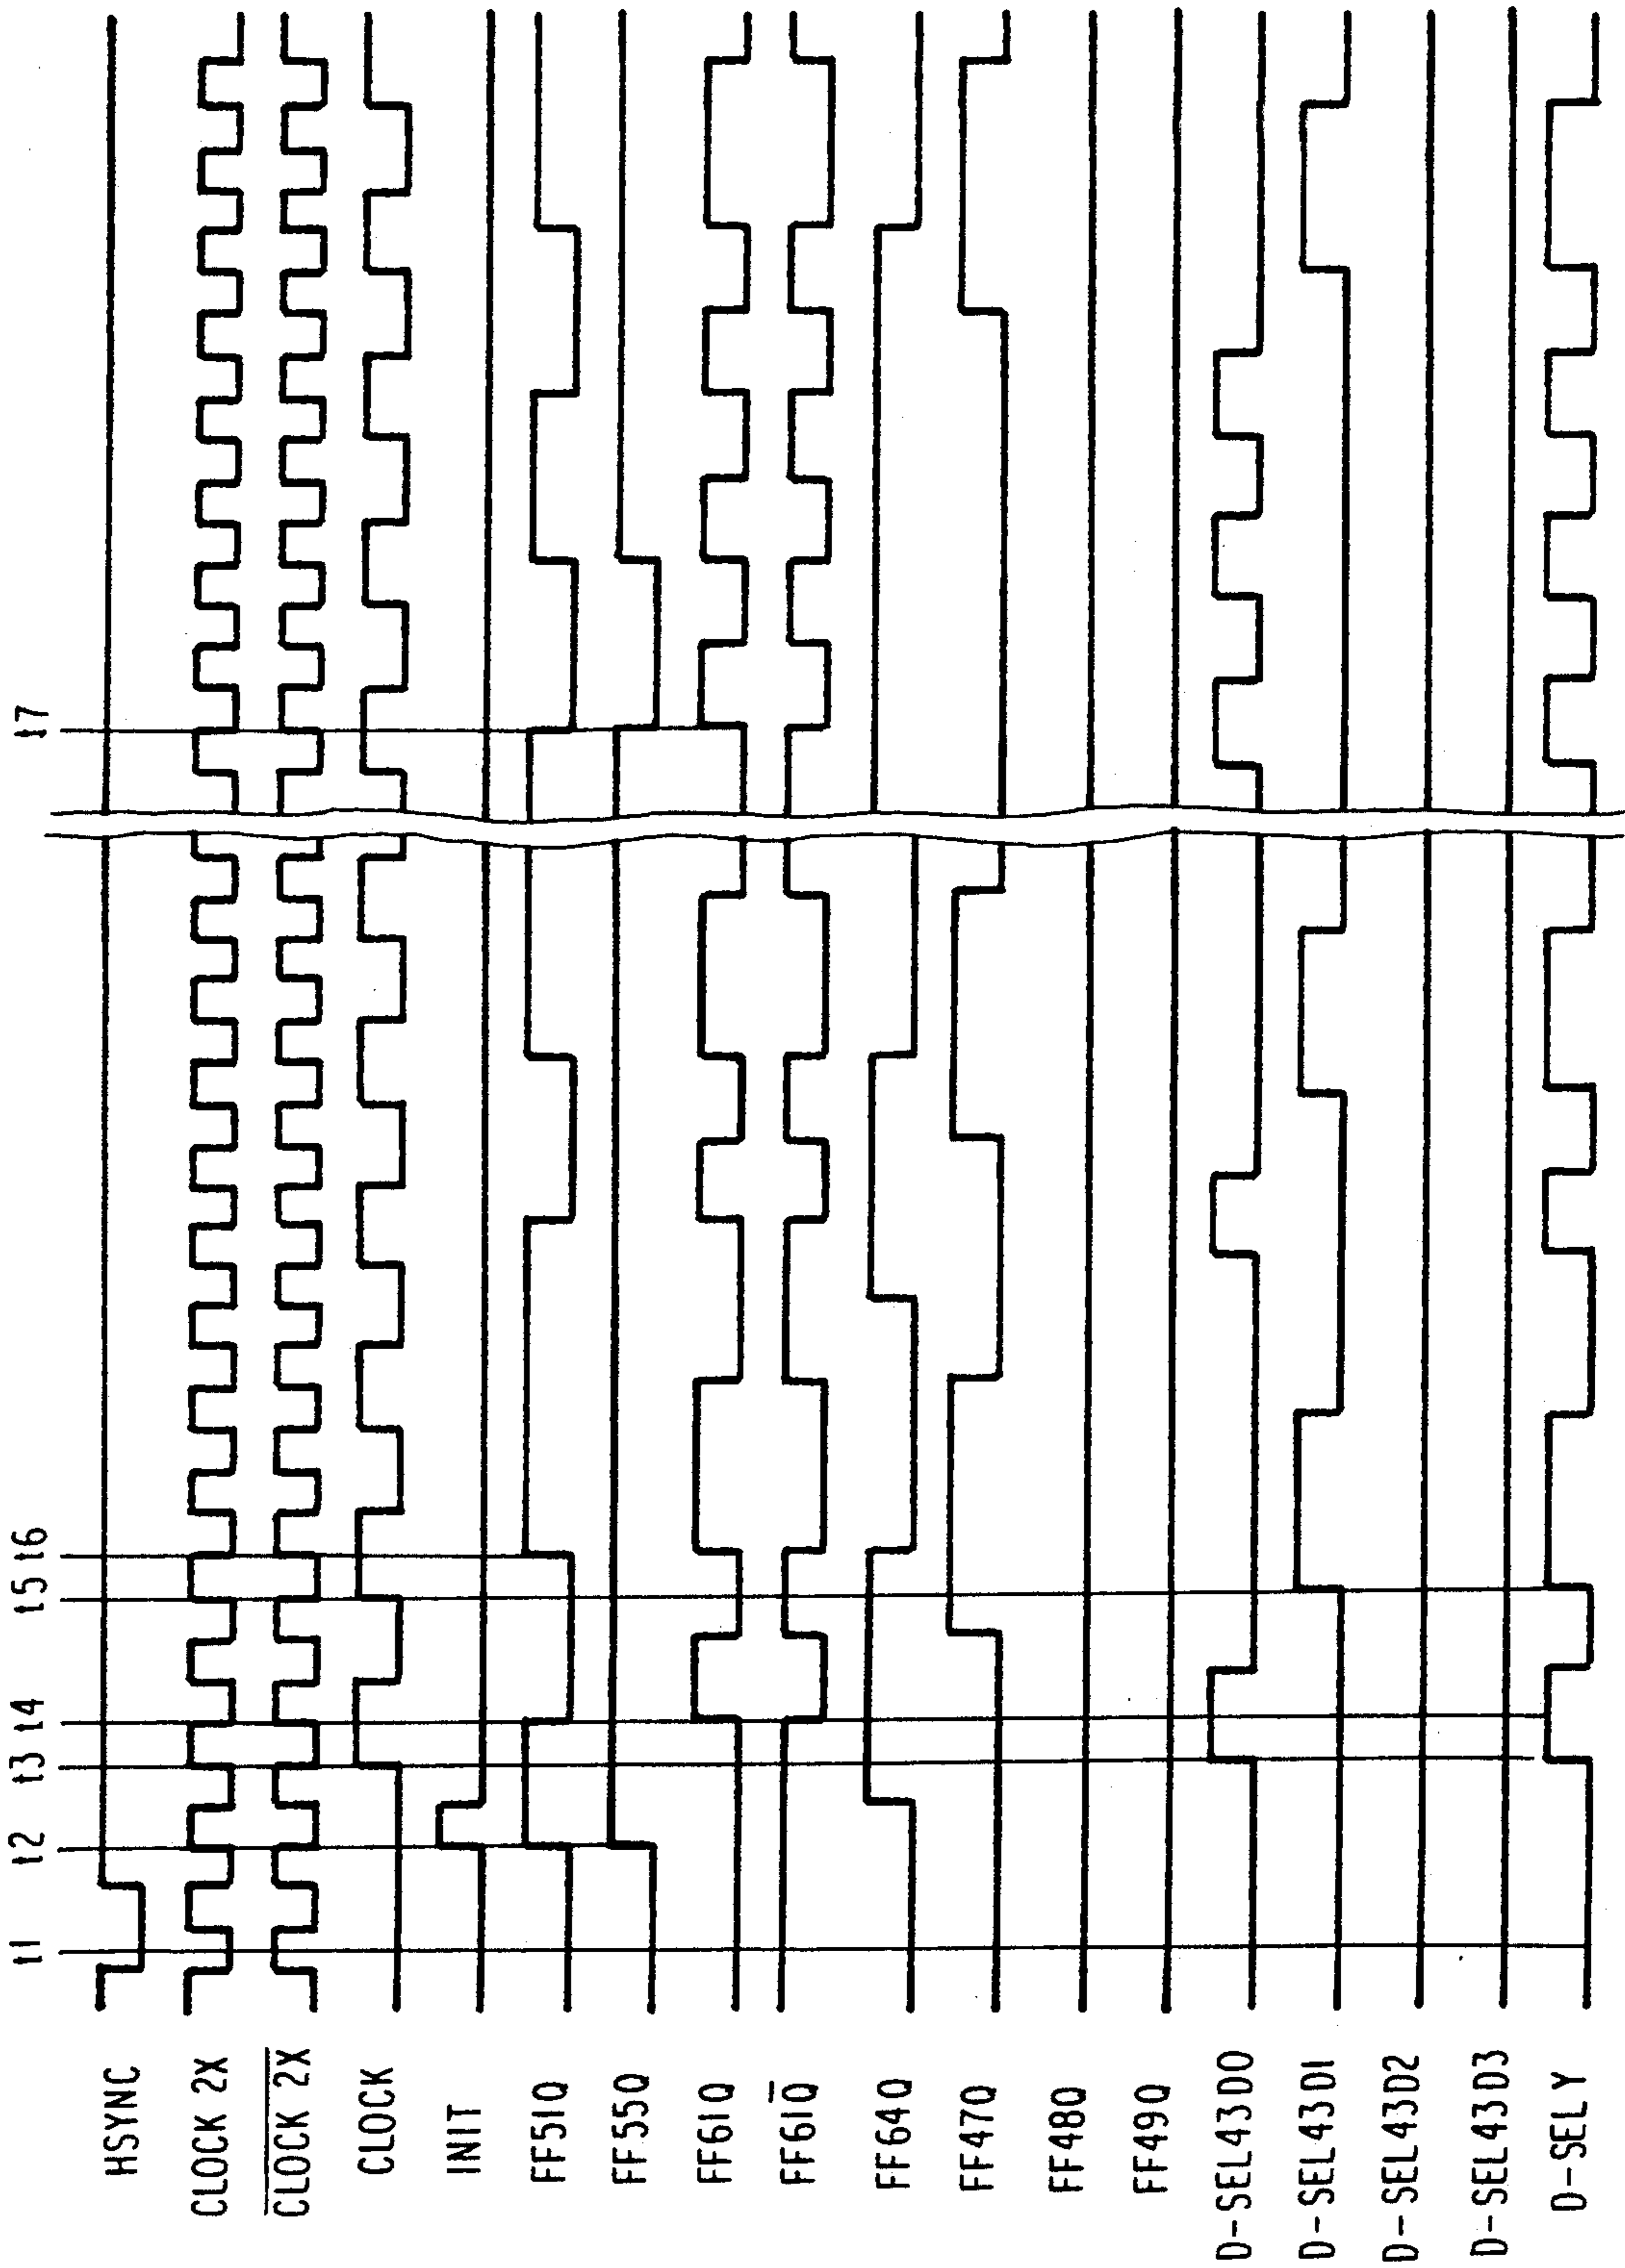 t1 t2 t3 t4 t5 t6 t7
HSYNC
CLOCK 2X
CLOCK 2X
CLOCK
INIT
FF51Q
FF55Q
FF61Q
FF61Q̄
FF64Q
FF47Q
FF48Q
FF49Q
D-SEL43D0
D-SEL43D1
D-SEL43D2
D-SEL43D3
D-SELY